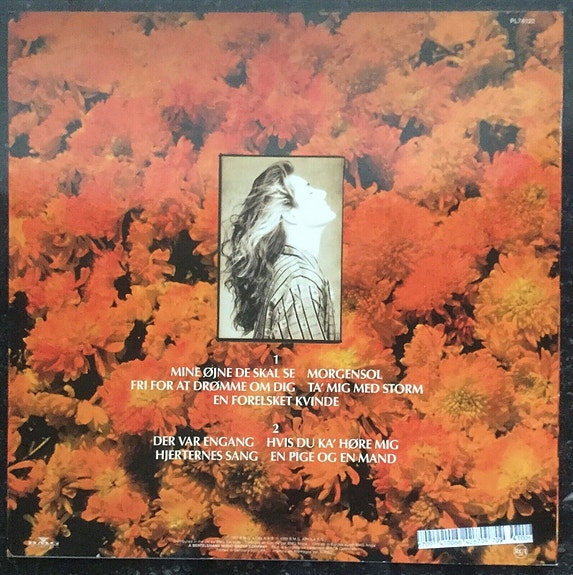 1
MINE ØJNE DE SKAL SE MORGENSOL
FRI FOR AT DRØMME OM DIG TA' MIG MED STORM
EN FORELSKET KVINDE
2
DER VAR ENGANG HVIS DU KA' HØRE MIG
HJERTERNES SANG EN PIGE OG EN MAND
BMG